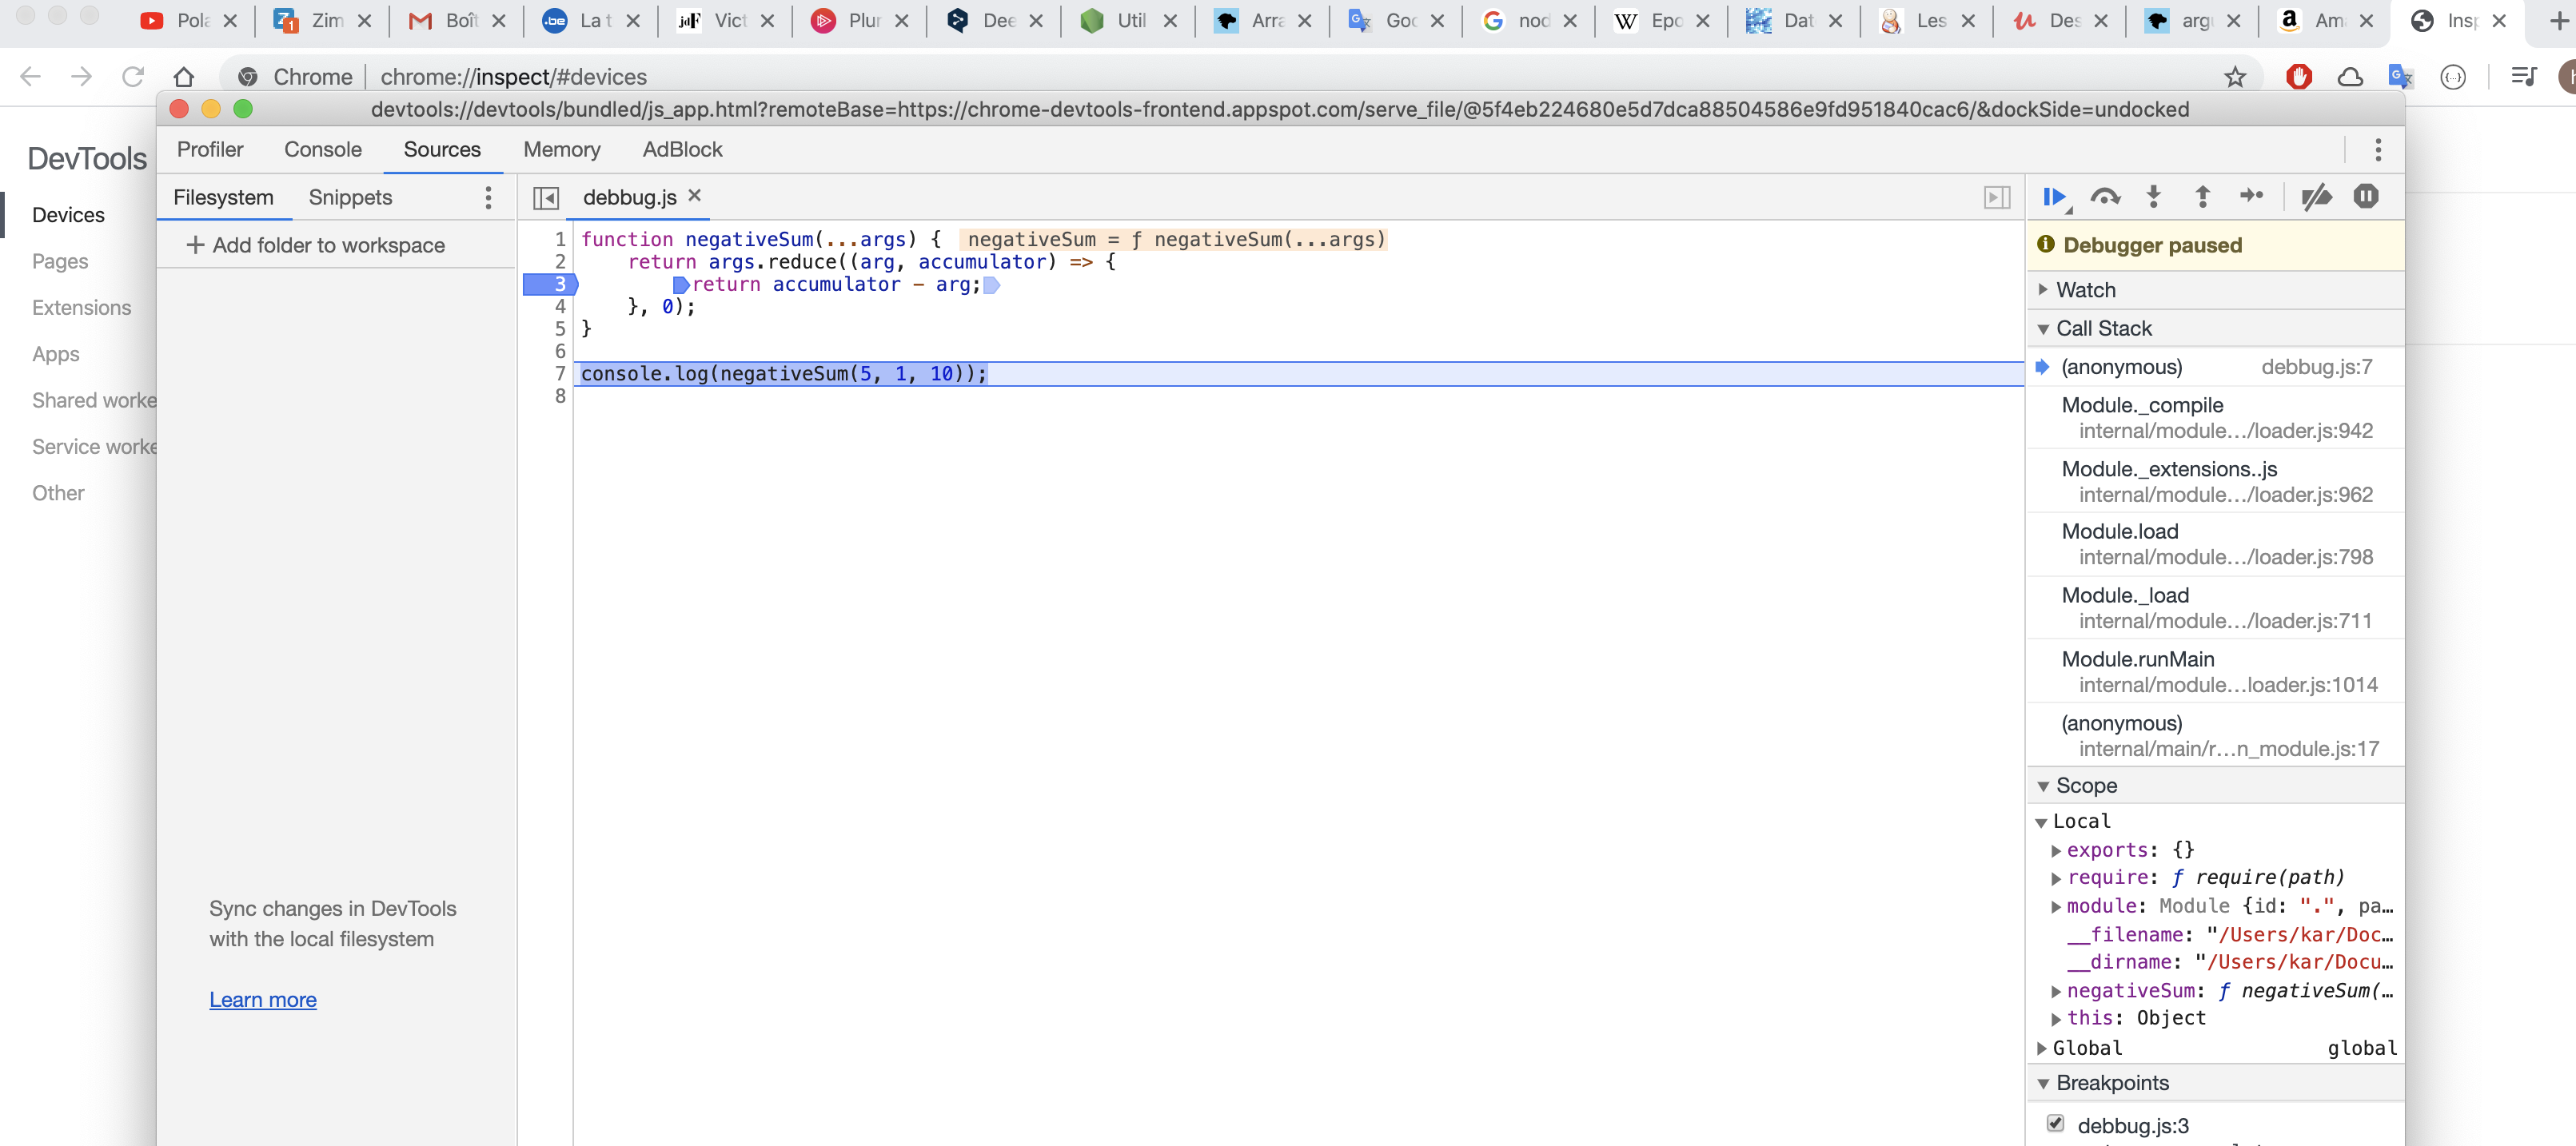 Pola
Zim
Boît
La t
Vict
Plur
Dee
Util
Arra
Goo
nod
Epo
Dat
Les
Des
argu
Ama
Insp
Chrome | chrome://inspect/#devices
devtools://devtools/bundled/js_app.html?remoteBase=https://chrome-devtools-frontend.appspot.com/serve_file/@5f4eb224680e5d7dca88504586e9fd951840cac6/&dockSide=undocked
DevTools
Devices
Pages
Extensions
Apps
Shared worke
Service worke
Other
Profiler Console Sources Memory AdBlock
Filesystem Snippets
+ Add folder to workspace
Sync changes in DevTools
with the local filesystem
Learn more
debbug.js
1 function negativeSum(...args) { negativeSum = ƒ negativeSum(...args)
2 return args.reduce((arg, accumulator) => {
3 return accumulator - arg;
4 }, 0);
5 }
6
7 console.log(negativeSum(5, 1, 10));
8
Debugger paused
Watch
Call Stack
(anonymous) debbug.js:7
Module._compile
internal/module…/loader.js:942
Module._extensions..js
internal/module…/loader.js:962
Module.load
internal/module…/loader.js:798
Module._load
internal/module…/loader.js:711
Module.runMain
internal/module…loader.js:1014
(anonymous)
internal/main/r…n_module.js:17
Scope
Local
exports: {}
require: ƒ require(path)
module: Module {id: ".", pa…
__filename: "/Users/kar/Doc…
__dirname: "/Users/kar/Docu…
negativeSum: ƒ negativeSum(…
this: Object
Global global
Breakpoints
debbug.js:3